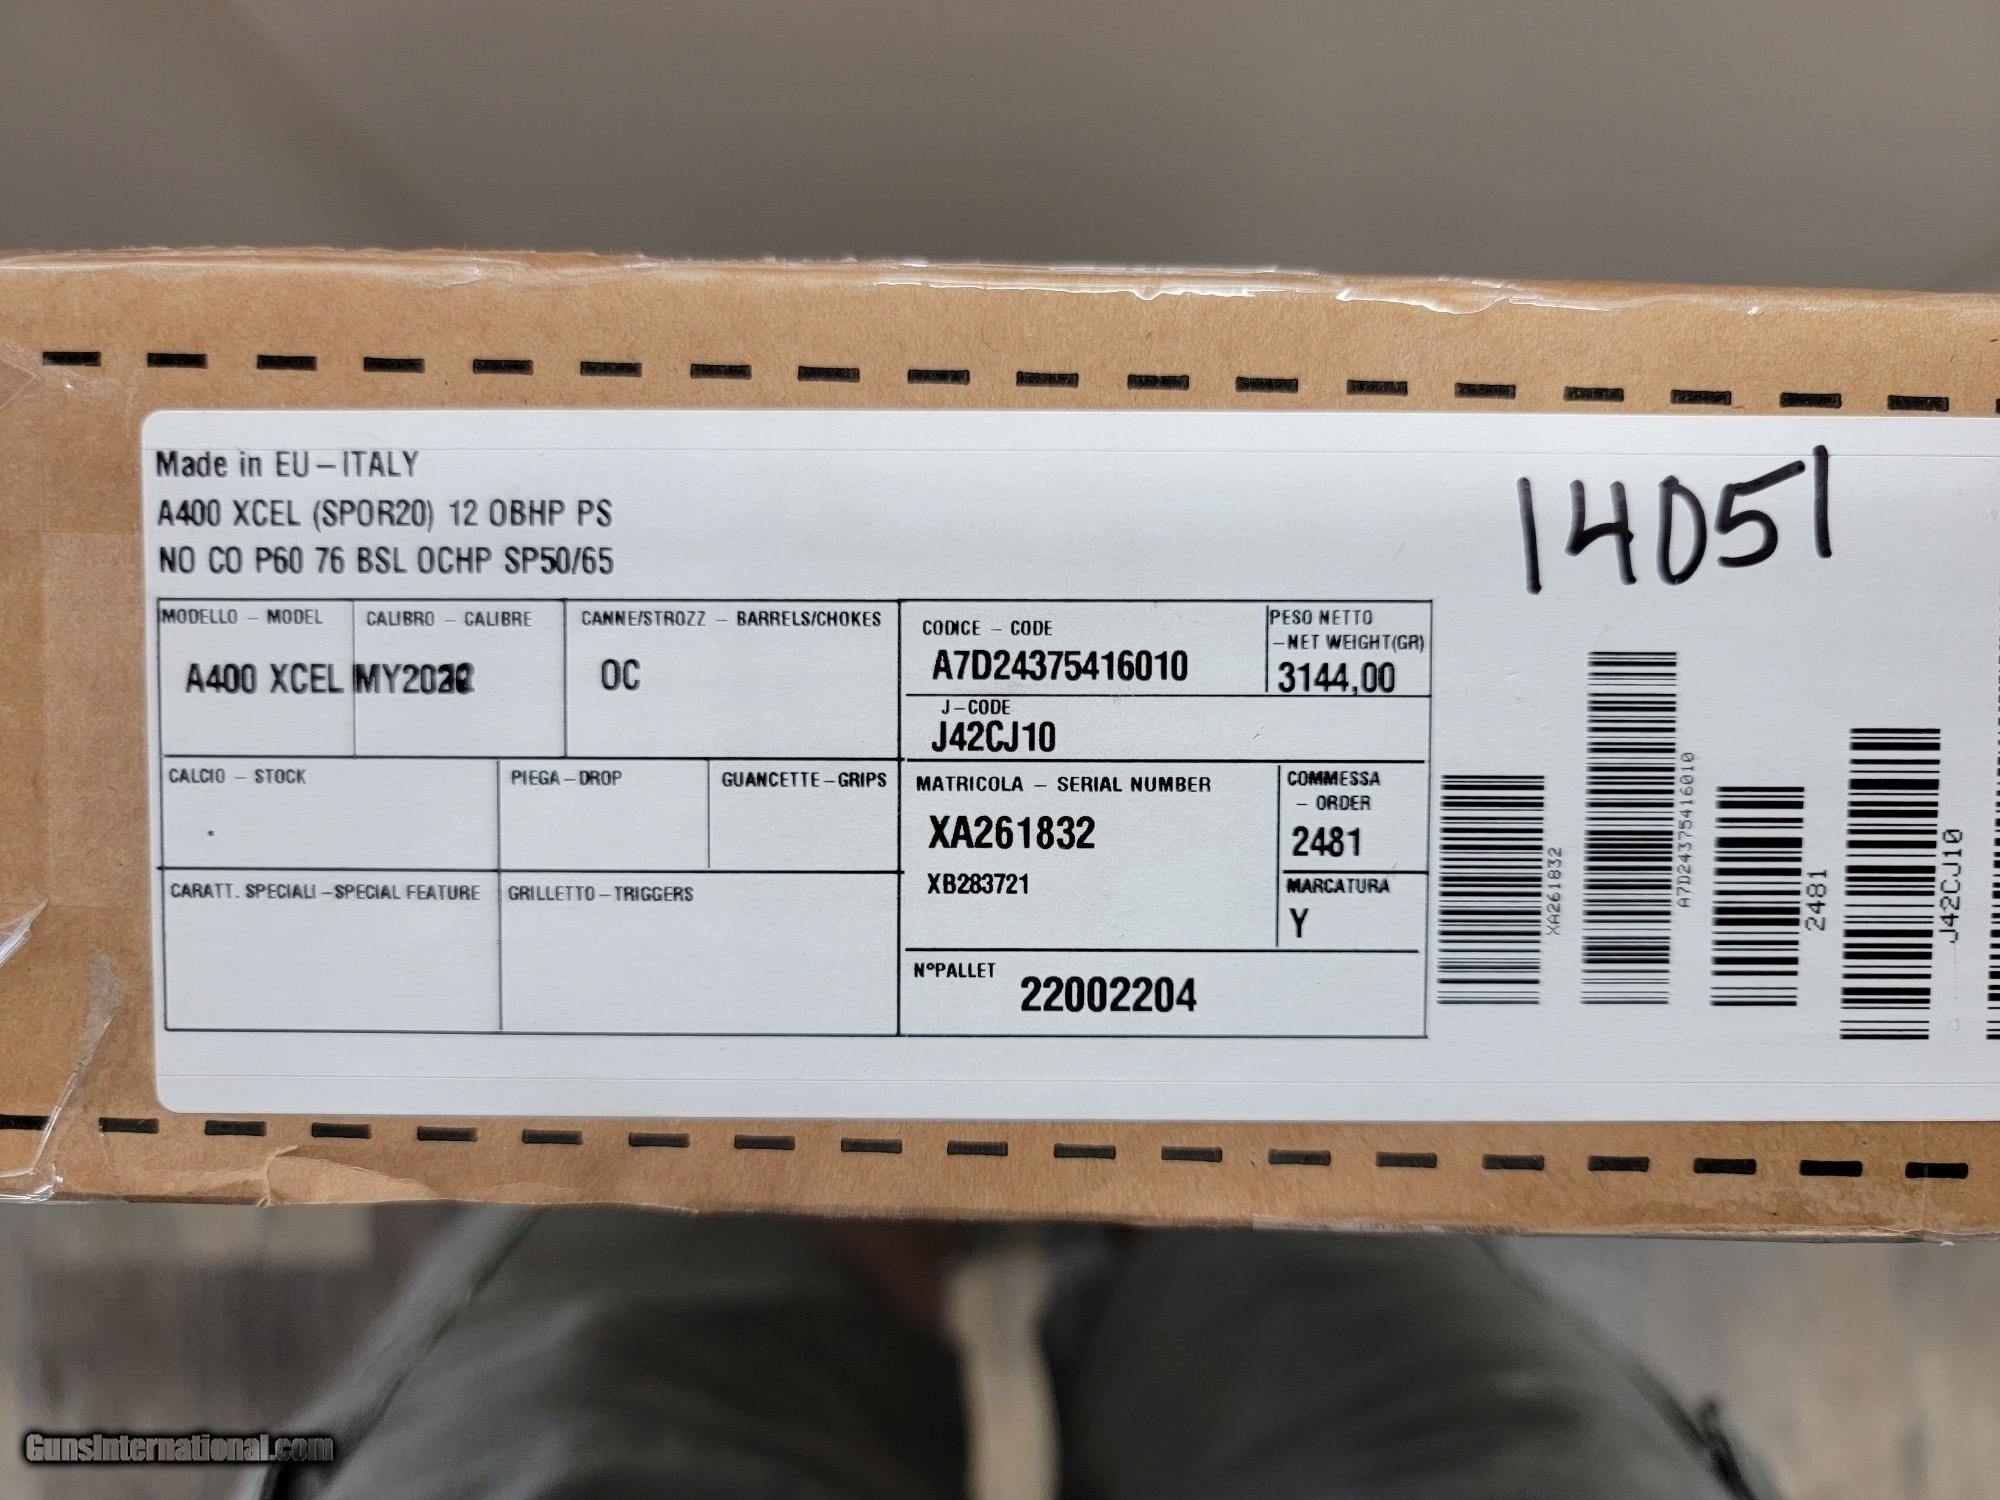 Made in EU–ITALY
14051
A400 XCEL (SPOR20) 12 OBHP PS
NO CO P60 76 BSL OCHP SP50/65
MODELLO – MODEL
CALIBRO – CALIBRE
CANNE/STROZZ – BARRELS/CHOKES
CODICE – CODE
PESO NETTO
–NET WEIGHT(GR)
A400 XCEL
OC
A7D24375416010
3144,00
J–CODE
J42CJ10
CALCIO – STOCK
PIEGA–DROP
GUANCETTE–GRIPS
MATRICOLA – SERIAL NUMBER
COMMESSA
– ORDER
.
XA261832
2481
XB283721
CARATT. SPECIALI–SPECIAL FEATURE
GRILLETTO–TRIGGERS
MARCATURA
Y
N°PALLET
22002204
XA261832
A7D24375416010
2481
J42CJ10
GunsInternational.com